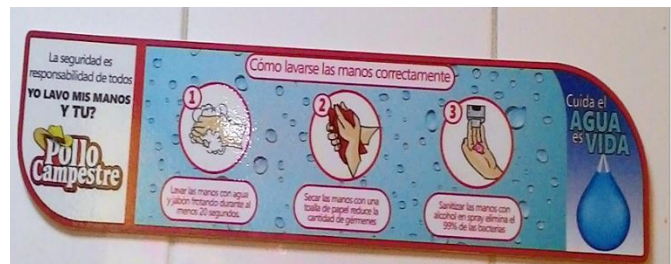 La seguridad es
responsabilidad de todos
YO LAVO MIS MANOS
Y TU?
Pollo
Campestre
Cómo lavarse las manos correctamente
1
Lavar las manos con agua
y jabón frotando durante al
menos 20 segundos.
2
Secar las manos con una
toalla de papel reduce la
cantidad de gérmenes
3
Sanitizar las manos con
alcohol en spray elimina el
99% de las bacterias
Cuida el
AGUA
es VIDA